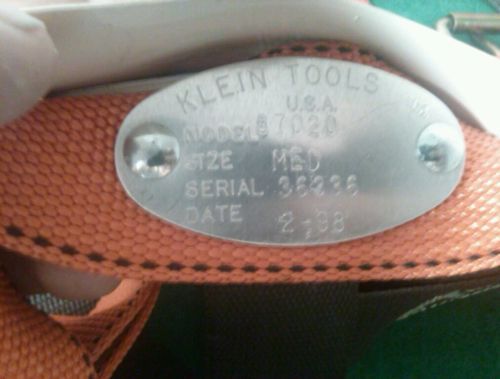 KLEIN TOOLS
U.S.A.
MODEL 87020
SIZE MED
SERIAL 36236
DATE 2-98